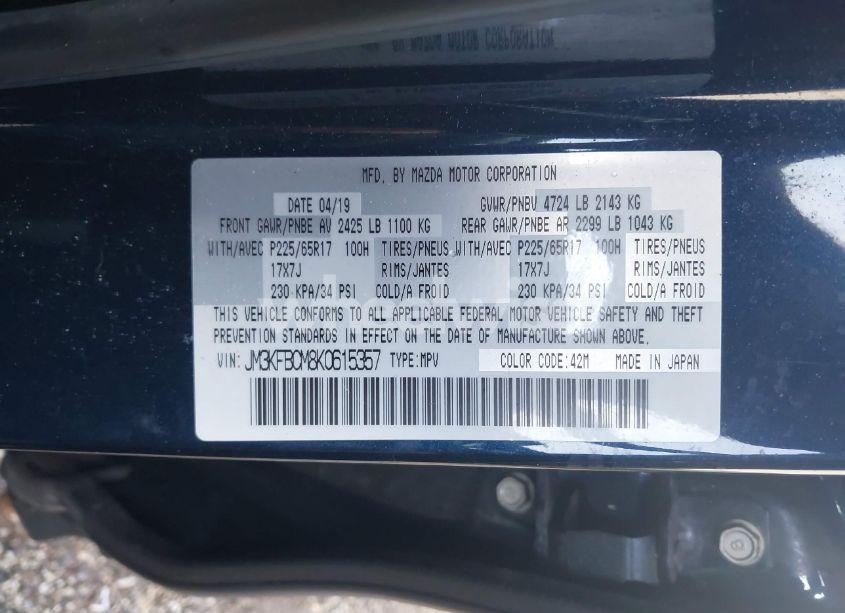 MFD. BY MAZDA MOTOR CORPORATION
DATE 04/19 GVWR/PNBV 4724 LB 2143 KG
FRONT GAWR/PNBE AV 2425 LB 1100 KG REAR GAWR/PNBE AR 2299 LB 1043 KG
WITH/AVEC P225/65R17 100H TIRES/PNEUS WITH/AVEC P225/65R17 100H TIRES/PNEUS
17X7J RIMS/JANTES 17X7J RIMS/JANTES
230 KPA/34 PSI COLD/A FROID 230 KPA/34 PSI COLD/A FROID
THIS VEHICLE CONFORMS TO ALL APPLICABLE FEDERAL MOTOR VEHICLE SAFETY AND THEFT
PREVENTION STANDARDS IN EFFECT ON THE DATE OF MANUFACTURE SHOWN ABOVE.
VIN: JM3KFBCM8K0615357 TYPE:MPV COLOR CODE:42M MADE IN JAPAN